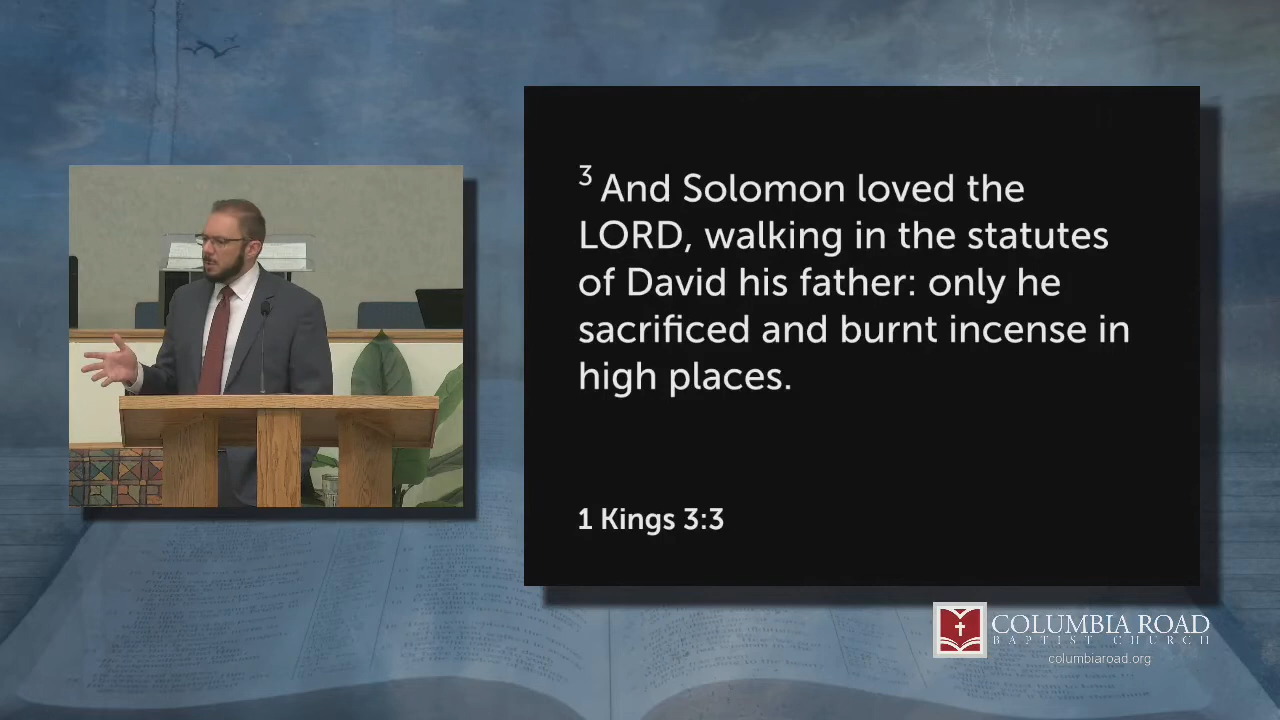 3 And Solomon loved the
LORD, walking in the statutes
of David his father: only he
sacrificed and burnt incense in
high places.
1 Kings 3:3
COLUMBIA ROAD
BAPTIST CHURCH
columbiaroad.org